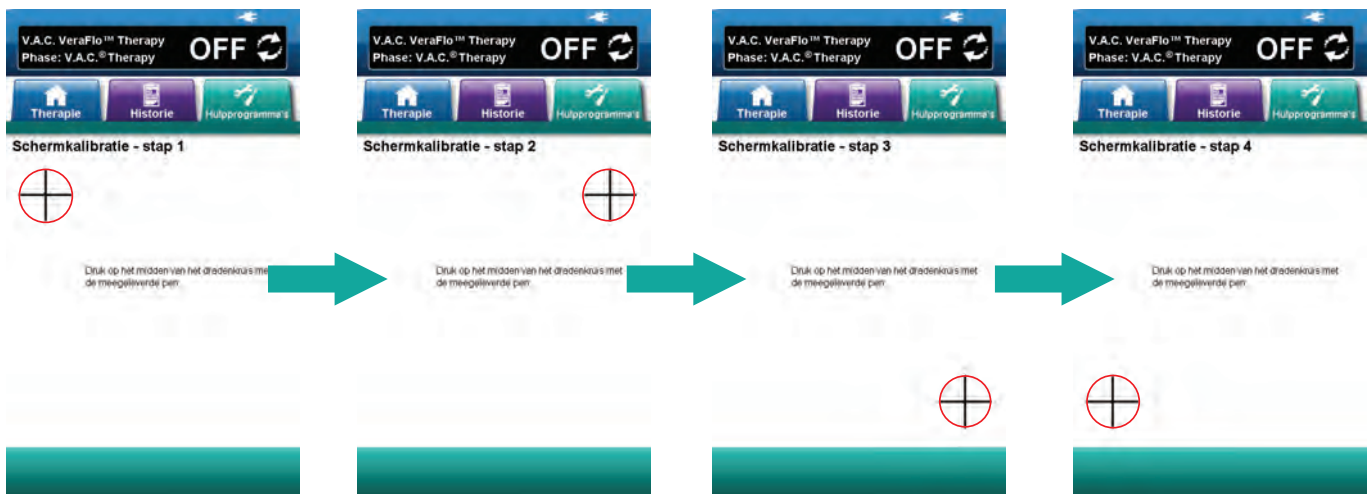 V.A.C. VeraFlo™ Therapy
Phase: V.A.C.® Therapy
OFF
Therapie
Historie
Hulpprogramma's
Schermkalibratie - stap 1
Druk op het midden van het dradenkruis me
de meegeleverde pen
V.A.C. VeraFlo™ Therapy
Phase: V.A.C.® Therapy
OFF
Therapie
Historie
Hulpprogramma's
Schermkalibratie - stap 2
Druk op het midden van het dradenkruis met
de meegeleverde pen
V.A.C. VeraFlo™ Therapy
Phase: V.A.C.® Therapy
OFF
Therapie
Historie
Hulpprogramma's
Schermkalibratie - stap 3
Druk op het midden van het dradenkruis met
de meegeleverde pen
V.A.C. VeraFlo™ Therapy
Phase: V.A.C.® Therapy
OFF
Therapie
Historie
Hulpprogramma's
Schermkalibratie - stap 4
Druk op het midden van het dradenkruis met
de meegeleverde pen